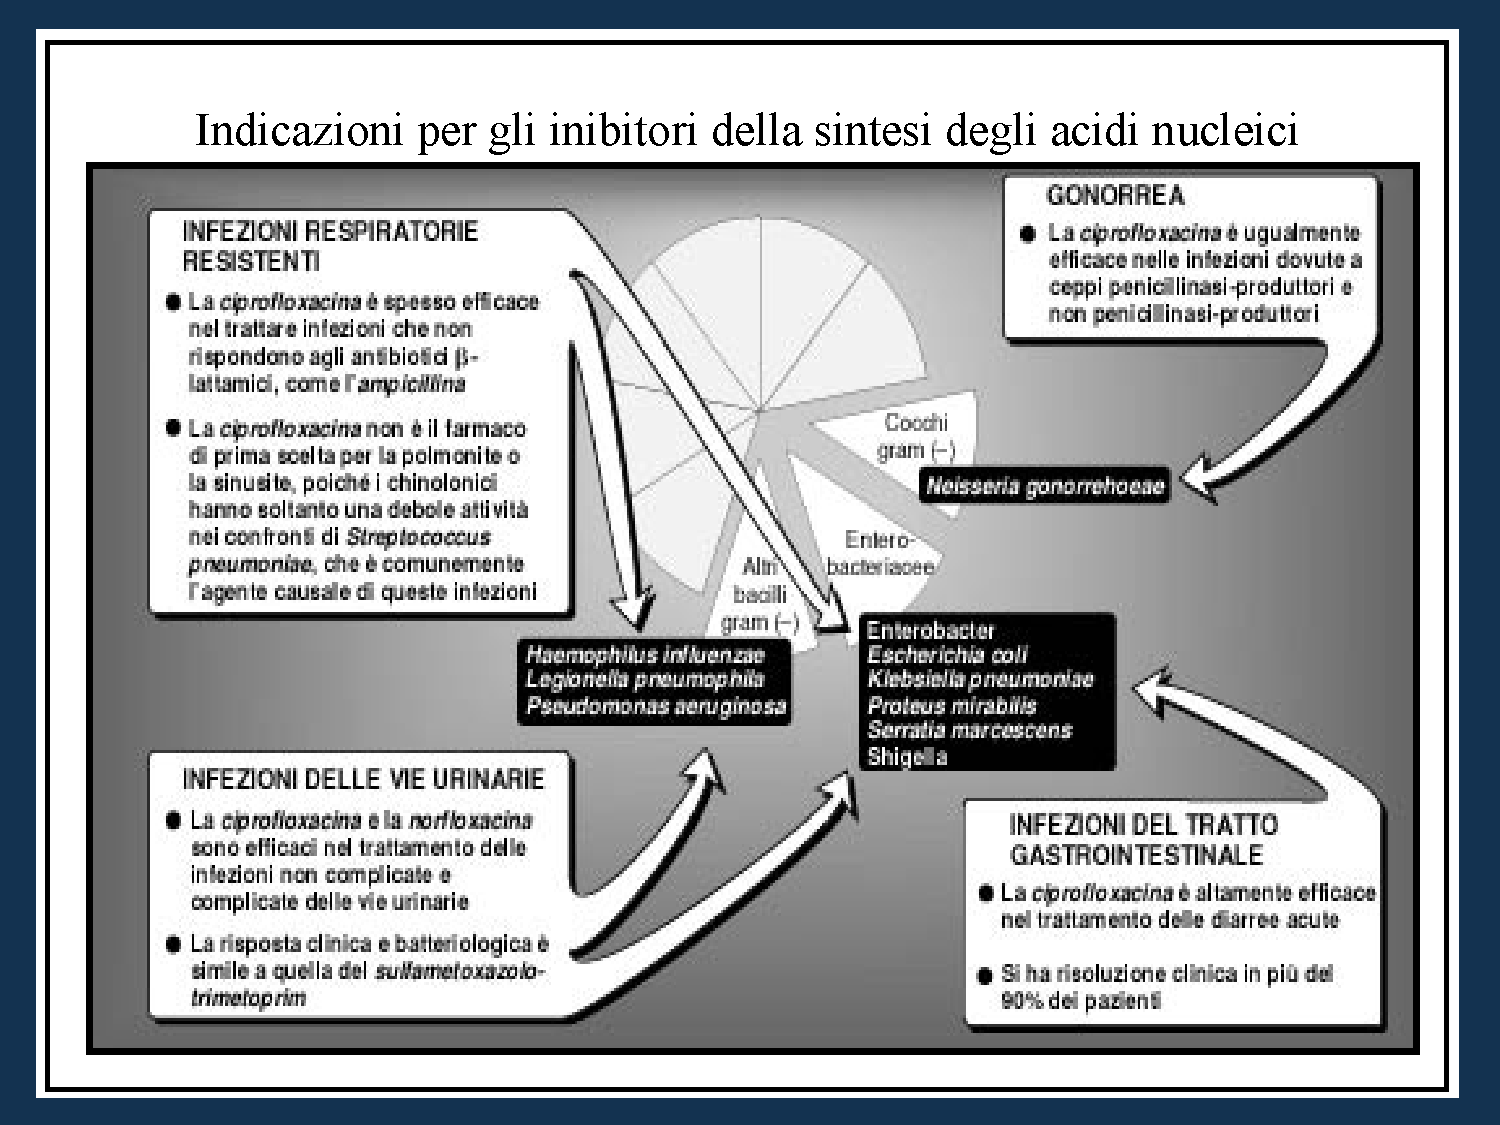 Indicazioni per gli inibitori della sintesi degli acidi nucleici
INFEZIONI RESPIRATORIE
RESISTENTI
● La ciprofloxacina è spesso efficace
nel trattare infezioni che non
rispondono agli antibiotici β-
lattamici, come l'ampicillina
● La ciprofloxacina non è il farmaco
di prima scelta per la polmonite o
la sinusite, poiché i chinolonici
hanno soltanto una debole attività
nei confronti di Streptococcus
pneumoniae, che è comunemente
l'agente causale di queste infezioni
GONORREA
● La ciprofloxacina è ugualmente
efficace nelle infezioni dovute a
ceppi penicillinasi-produttori e
non penicillinasi-produttori
Cocchi
gram (–)
Neisseria gonorrehoeae
Entero-
bacteriacee
Altri
bacilli
gram (–)
Haemophilus influenzae
Legionella pneumophila
Pseudomonas aeruginosa
Enterobacter
Escherichia coli
Klebsiella pneumoniae
Proteus mirabilis
Serratia marcescens
Shigella
INFEZIONI DELLE VIE URINARIE
● La ciprofloxacina e la norfloxacina
sono efficaci nel trattamento delle
infezioni non complicate e
complicate delle vie urinarie
● La risposta clinica e batteriologica è
simile a quella del sulfametoxazolo-
trimetoprim
INFEZIONI DEL TRATTO
GASTROINTESTINALE
● La ciprofloxacina è altamente efficace
nel trattamento delle diarree acute
● Si ha risoluzione clinica in più del
90% dei pazienti